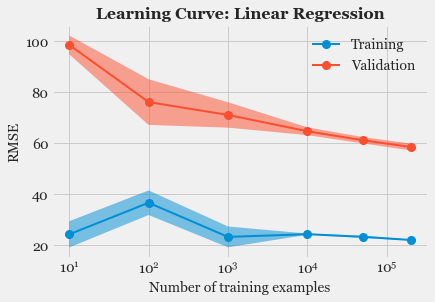 Learning Curve: Linear Regression
Training
Validation
100
80
60
40
20
RMSE
10¹ 10² 10³ 10⁴ 10⁵
Number of training examples